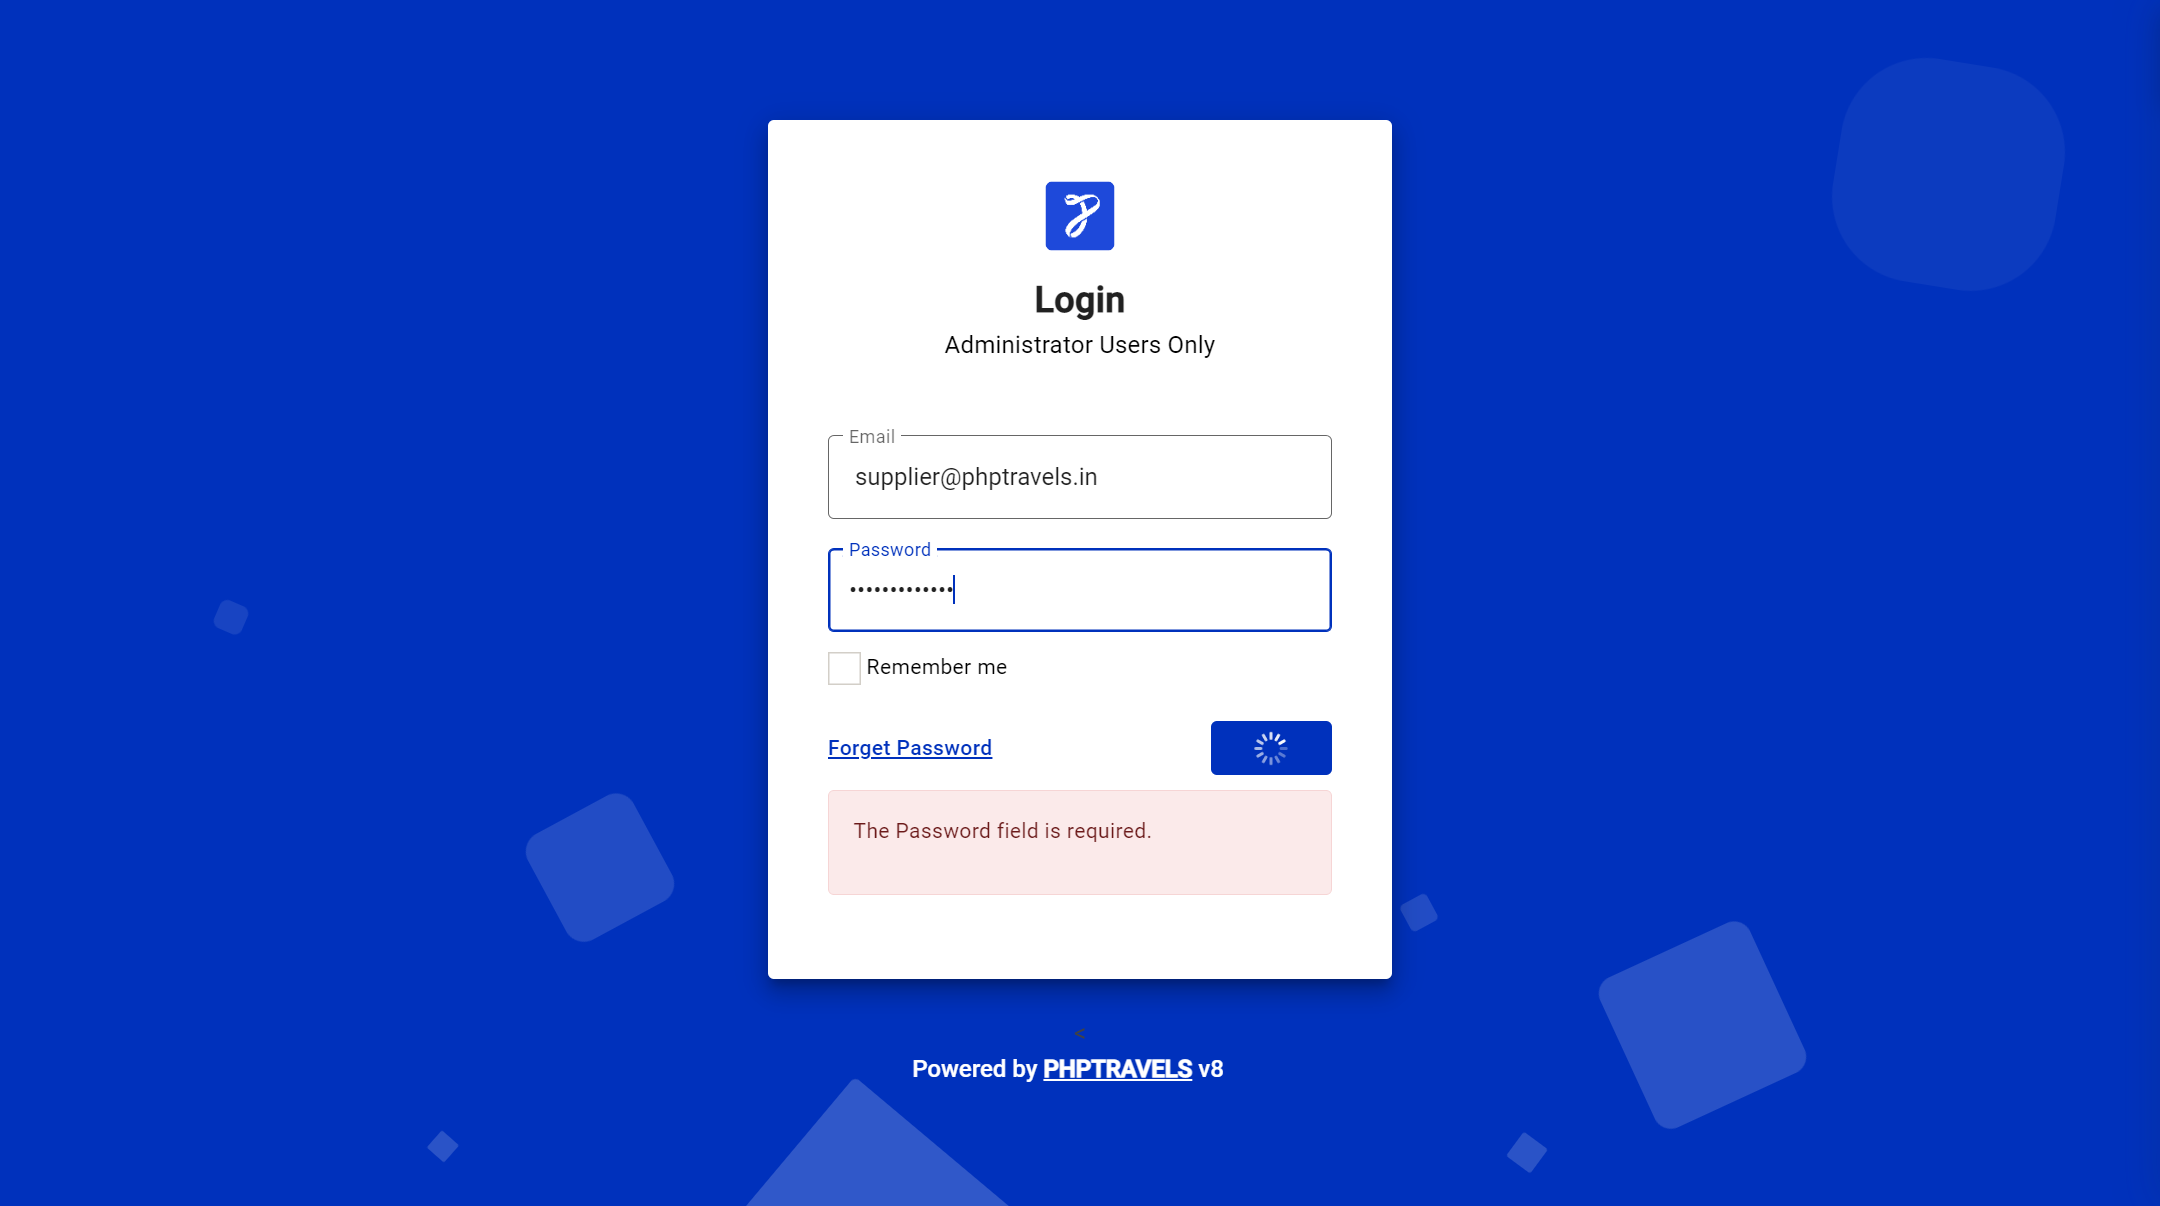 Login
Administrator Users Only
Email
supplier@phptravels.in
Password
•••••••••••••
Remember me
Forget Password
The Password field is required.
<
Powered by PHPTRAVELS v8